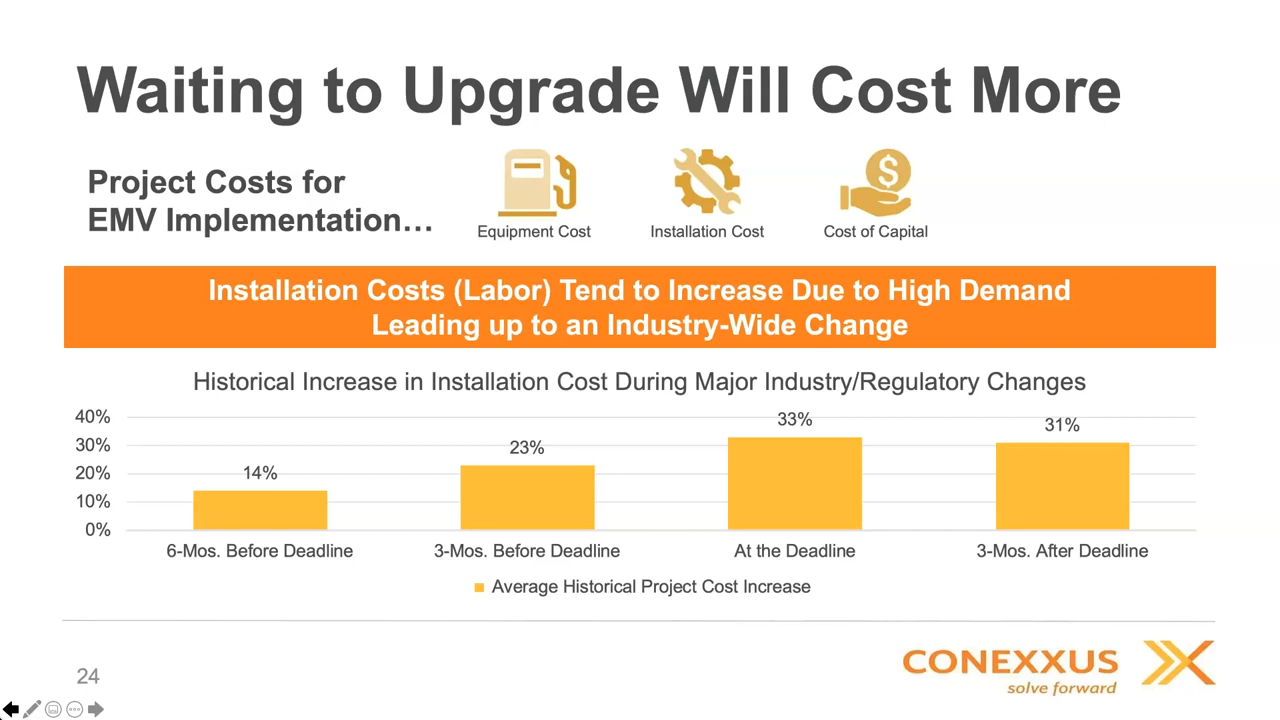 Waiting to Upgrade Will Cost More
Project Costs for
EMV Implementation…
$
Equipment Cost
Installation Cost
Cost of Capital
Installation Costs (Labor) Tend to Increase Due to High Demand
Leading up to an Industry-Wide Change
Historical Increase in Installation Cost During Major Industry/Regulatory Changes
40%
30%
20%
10%
0%
14%
23%
33%
31%
6-Mos. Before Deadline
3-Mos. Before Deadline
At the Deadline
3-Mos. After Deadline
Average Historical Project Cost Increase
24
CONEXXUS
solve forward